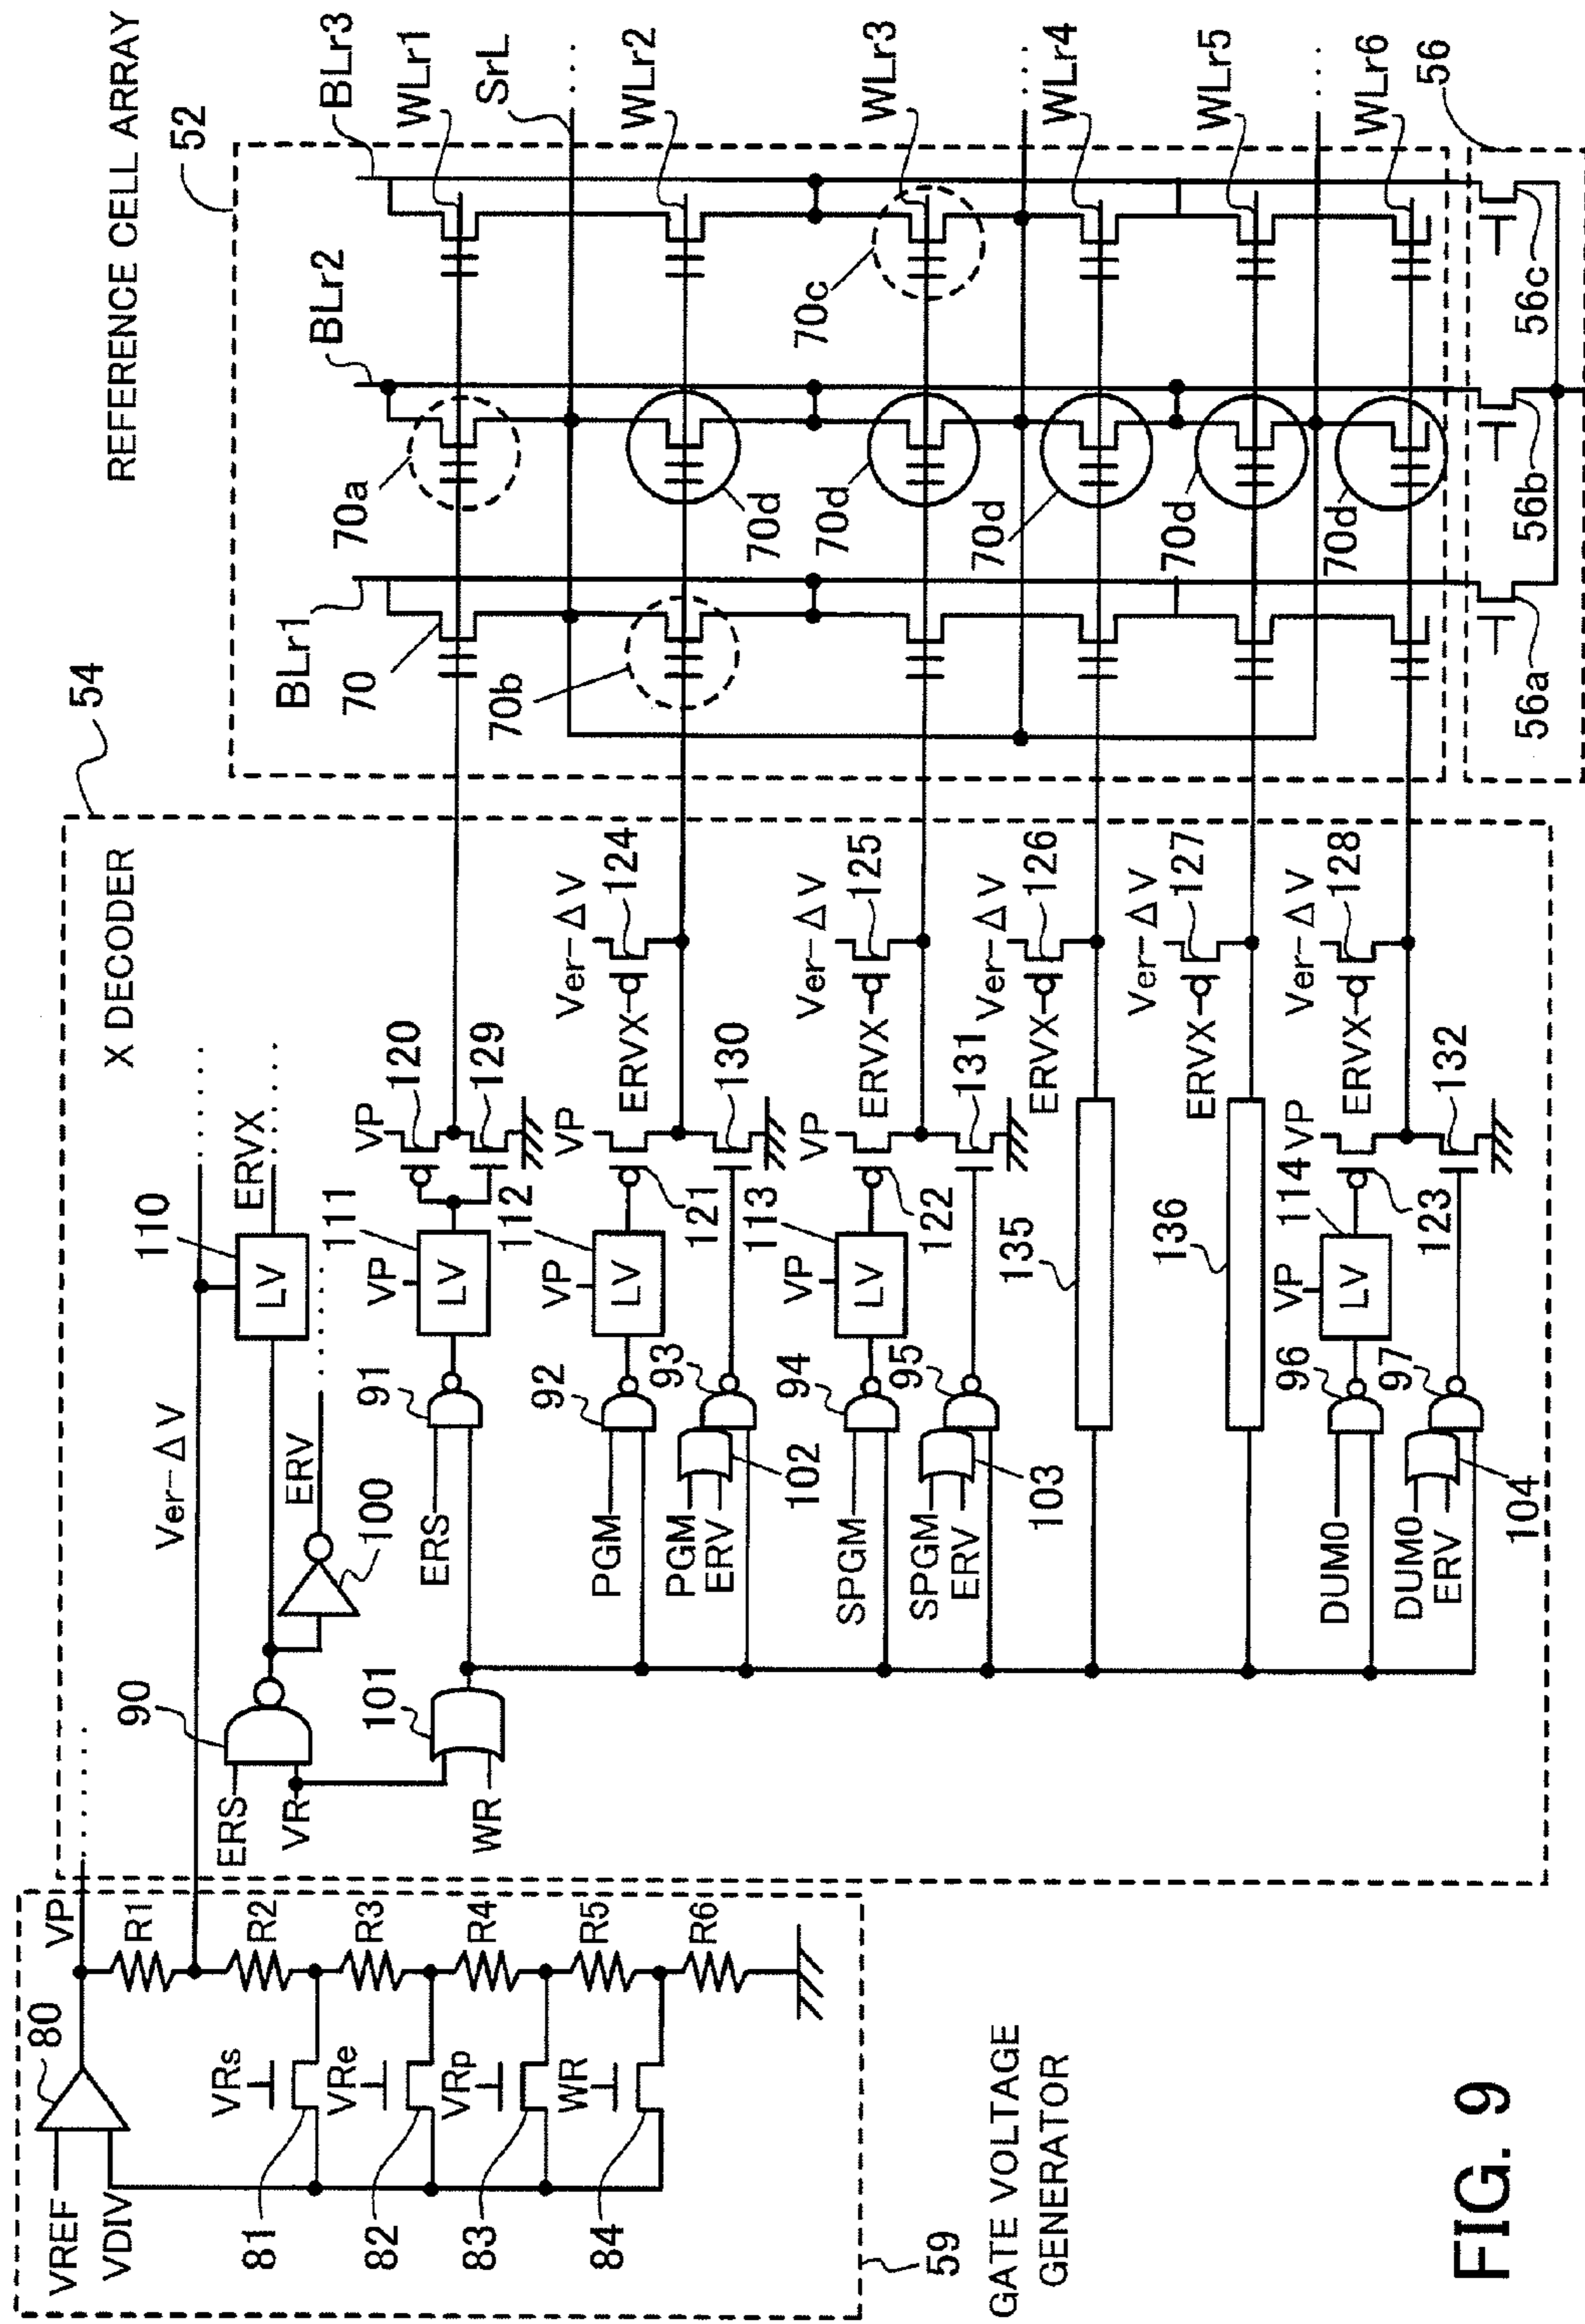 REFERENCE CELL ARRAY
52
BLr3
WLr1
SrL
WLr2
WLr3
WLr4
WLr5
WLr6
56
BLr2
BLr1
70a
70
70b
70c
70d
70d
70d
70d
70d
56a
56b
56c
54
X DECODER
Ver-ΔV
110
LV
ERVX
ERV
100
90
ERS
VR
101
WR
ERS
91
111
VP
LV
VP
120
129
PGM
92
112
VP
LV
VP
121
Ver-ΔV
ERVX
124
PGM
ERV
102
93
130
SPGM
94
113
VP
LV
VP
122
Ver-ΔV
ERVX
125
SPGM
ERV
103
95
131
135
Ver-ΔV
ERVX
126
136
Ver-ΔV
ERVX
127
DUM0
96
114
VP
LV
VP
123
Ver-ΔV
ERVX
128
DUM0
ERV
104
97
132
VP
80
VREF
VDIV
R1
R2
R3
R4
R5
R6
VRs
81
VRe
82
VRp
83
WR
84
59
GATE VOLTAGE
GENERATOR
FIG. 9